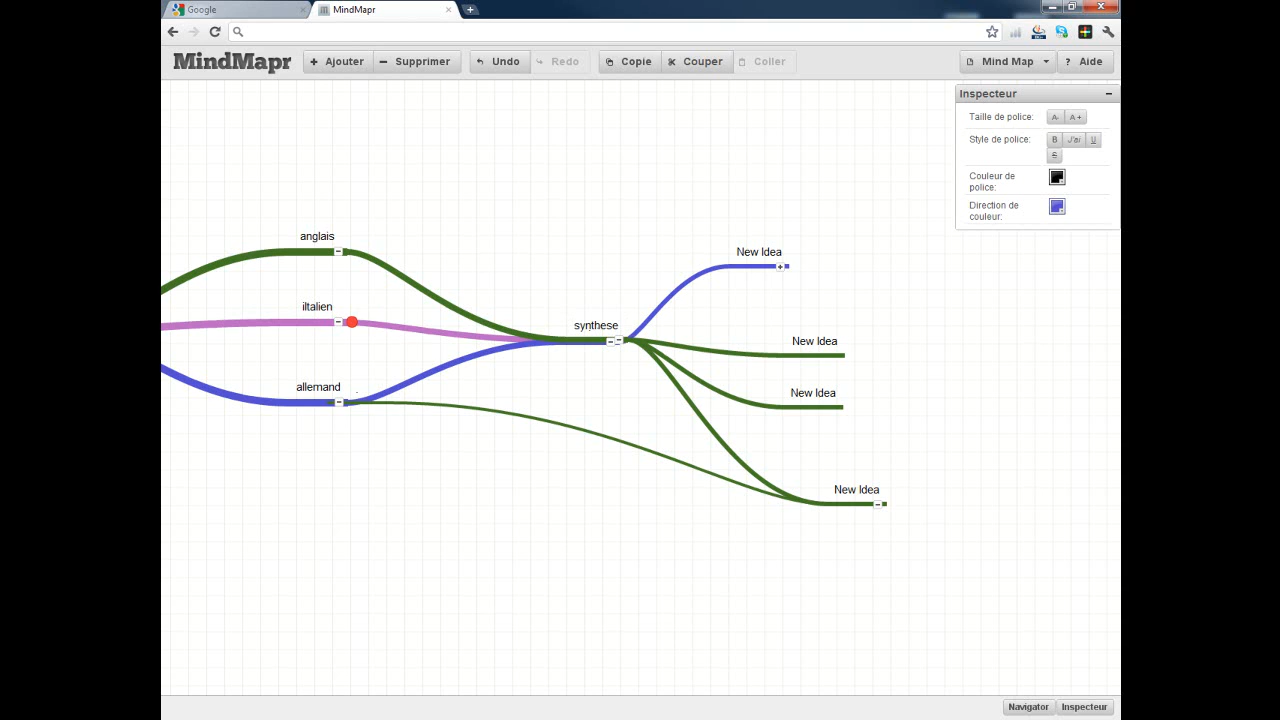 Google
MindMapr
MindMapr
Ajouter
Supprimer
Undo
Redo
Copie
Couper
Coller
Mind Map
? Aide
Inspecteur
Taille de police:
A-
A+
Style de police:
B
J'ai
U
S
Couleur de
police:
Direction de
couleur:
anglais
New Idea
iltalien
synthese
New Idea
allemand
New Idea
New Idea
Navigator
Inspecteur